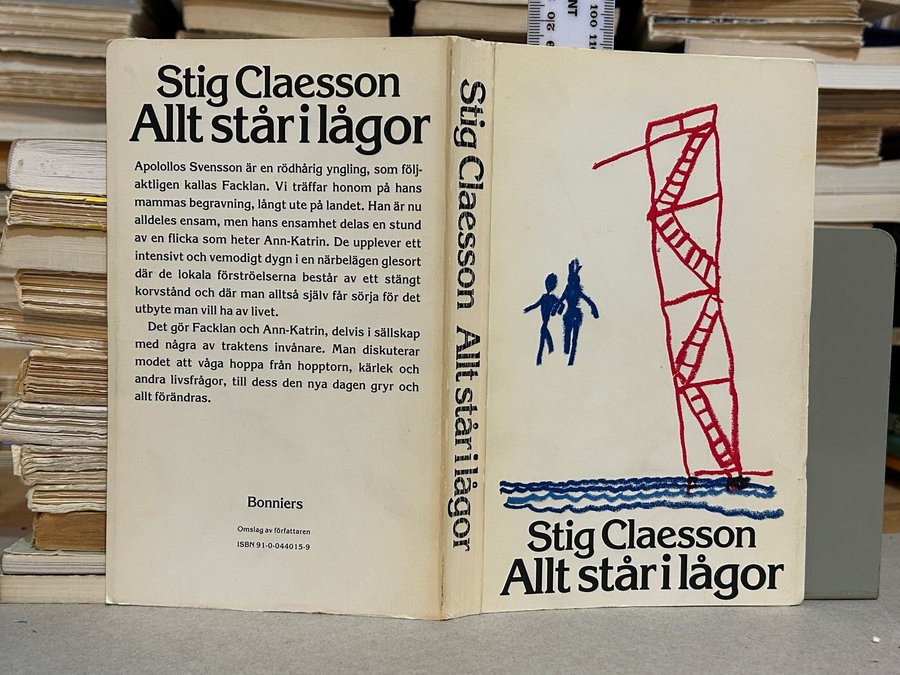 Stig Claesson
Allt står i lågor
Apolollos Svensson är en rödhårig yngling, som följ-
aktligen kallas Facklan. Vi träffar honom på hans
mammas begravning, långt ute på landet. Han är nu
alldeles ensam, men hans ensamhet delas en stund
av en flicka som heter Ann-Katrin. De upplever ett
intensivt och vemodigt dygn i en närbelägen glesort
där de lokala förströelserna består av ett stängt
korvstånd och där man alltså själv får sörja för det
utbyte man vill ha av livet.
Det gör Facklan och Ann-Katrin, delvis i sällskap
med några av traktens invånare. Man diskuterar
modet att våga hoppa från hopptorn, kärlek och
andra livsfrågor, till dess den nya dagen gryr och
allt förändras.
Bonniers
Omslag av författaren
ISBN 91-0-044015-9
Stig Claesson Allt står i lågor
Stig Claesson
Allt står i lågor